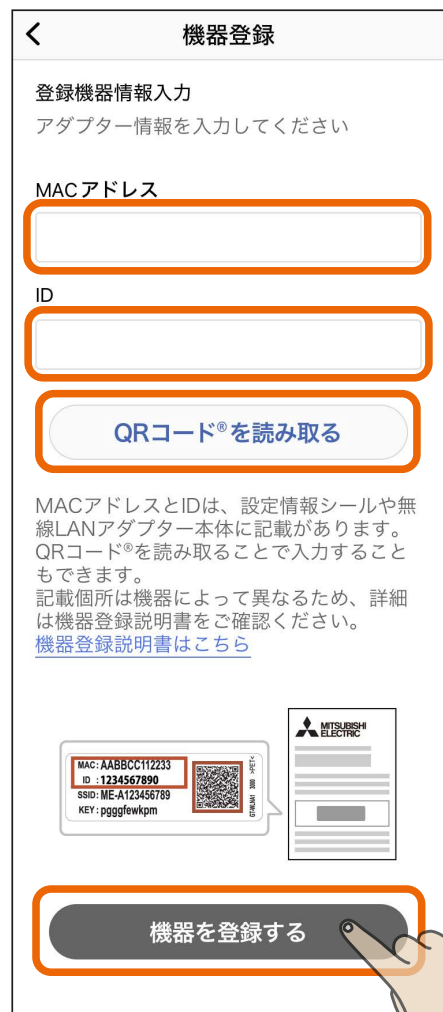 機器登録
登録機器情報入力
アダプター情報を入力してください
MACアドレス
ID
QRコード®を読み取る
MACアドレスとIDは、設定情報シールや無
線LANアダプター本体に記載があります。
QRコード®を読み取ることで入力すること
もできます。
記載個所は機器によって異なるため、詳細
は機器登録説明書をご確認ください。
機器登録説明書はこちら
MITSUBISHI
ELECTRIC
MAC: AABBCC112233
ID : 1234567890
SSID: ME-A123456789
KEY : pgggfewkpm
>PET<
機器を登録する